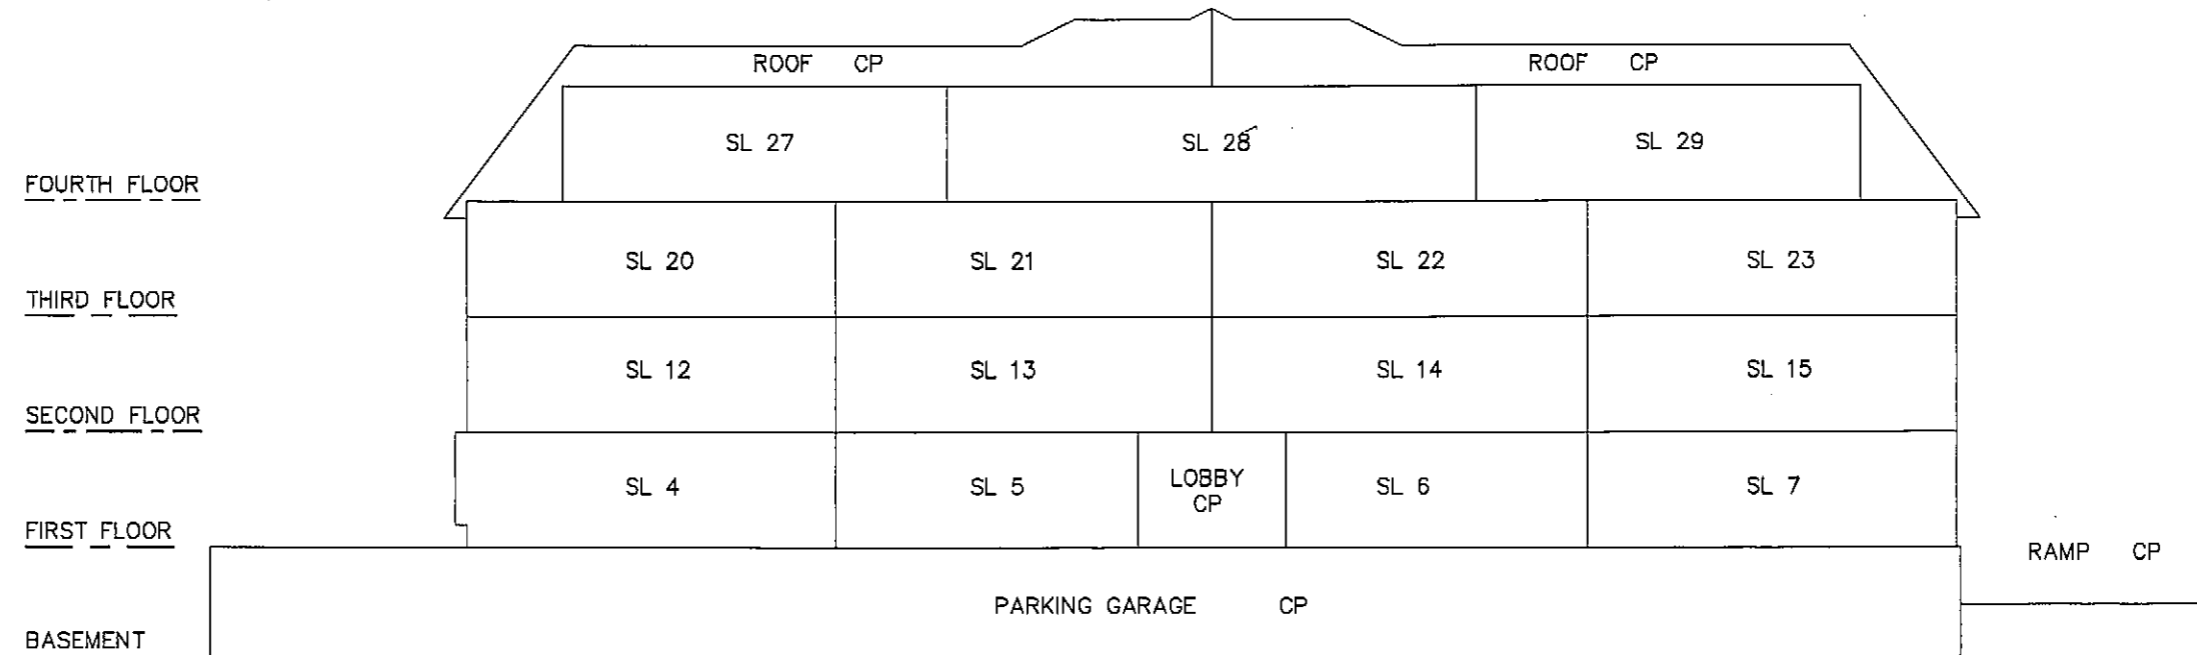 ROOF CP ROOF CP
SL 27 SL 28 SL 29
FOURTH FLOOR
SL 20 SL 21 SL 22 SL 23
THIRD FLOOR
SL 12 SL 13 SL 14 SL 15
SECOND FLOOR
SL 4 SL 5 LOBBY CP SL 6 SL 7
FIRST FLOOR
RAMP CP
PARKING GARAGE CP
BASEMENT